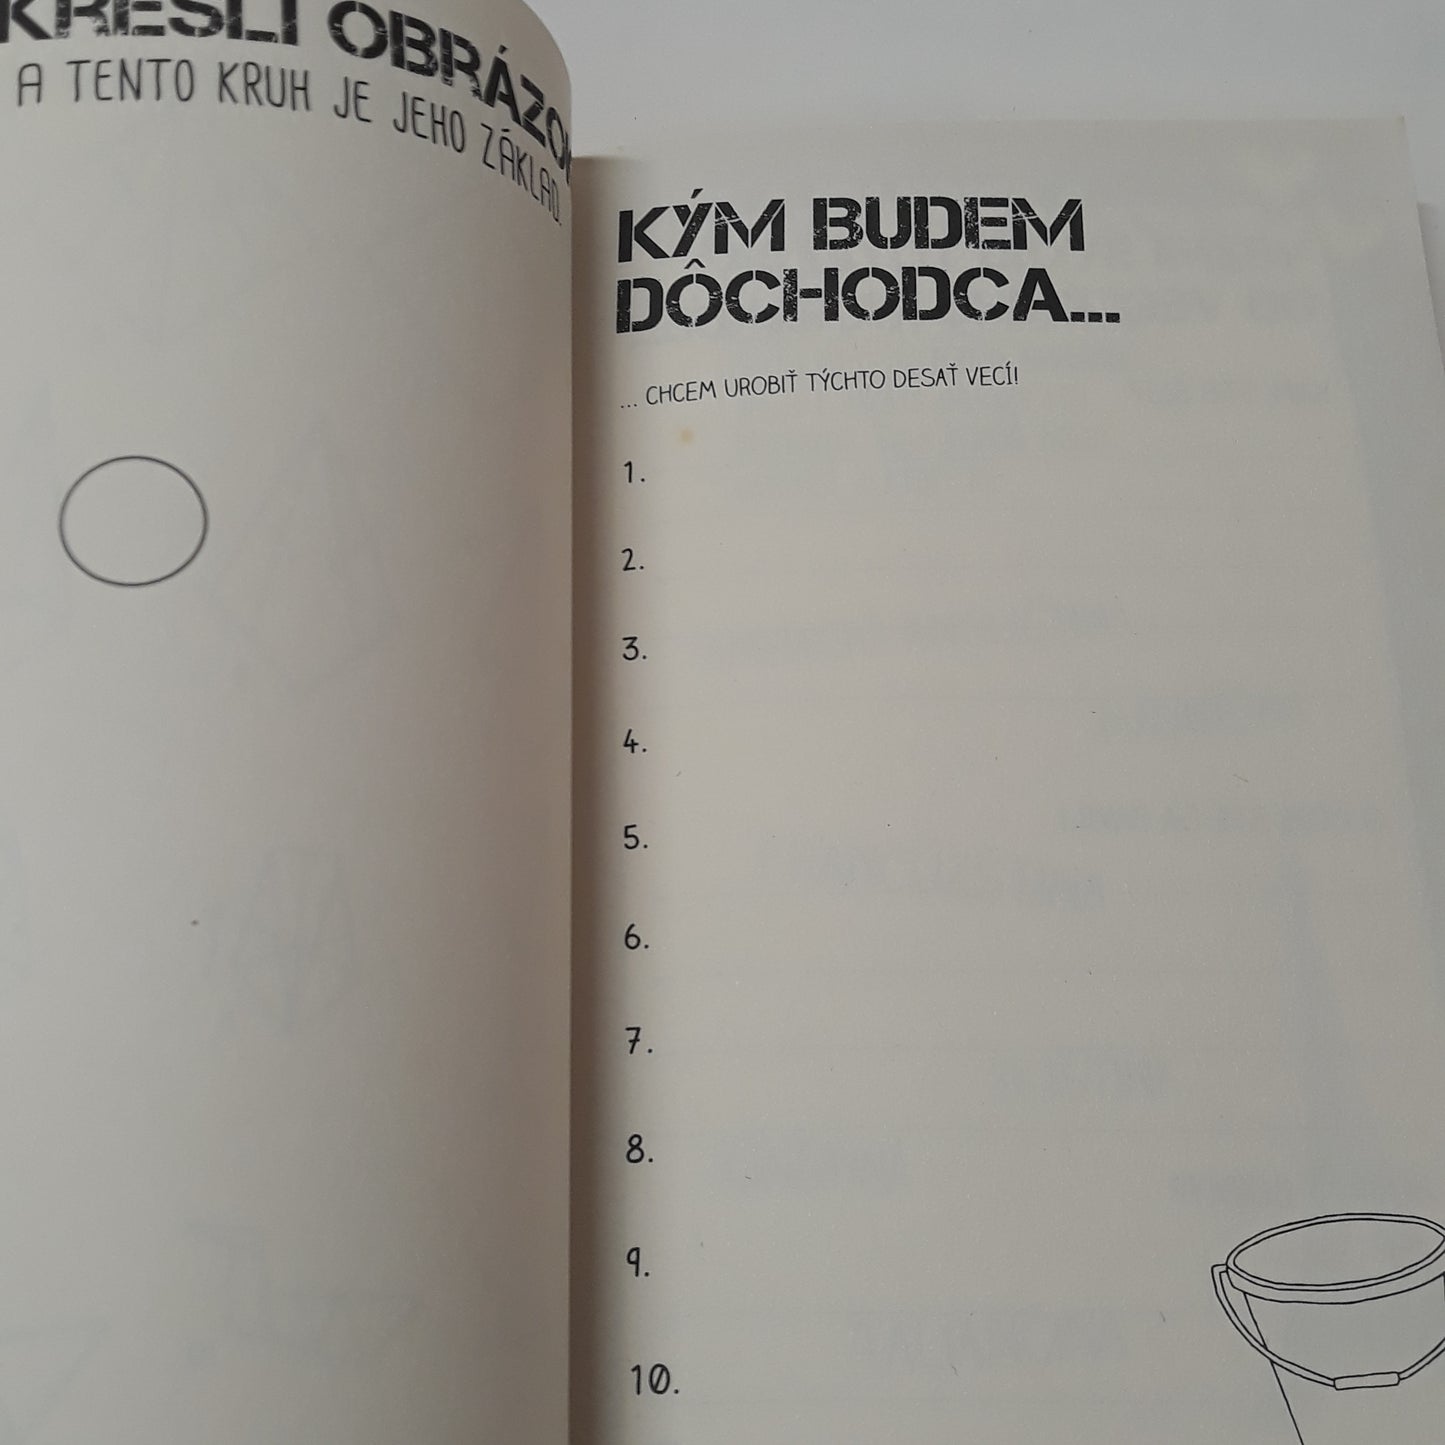 KRESLI OBRÁZOK
A TENTO KRUH JE JEHO ZÁKLAD.
KÝM BUDEM
DÔCHODCA...
... CHCEM UROBIŤ TÝCHTO DESAŤ VECÍ!
1.
2.
3.
4.
5.
6.
7.
8.
9.
10.